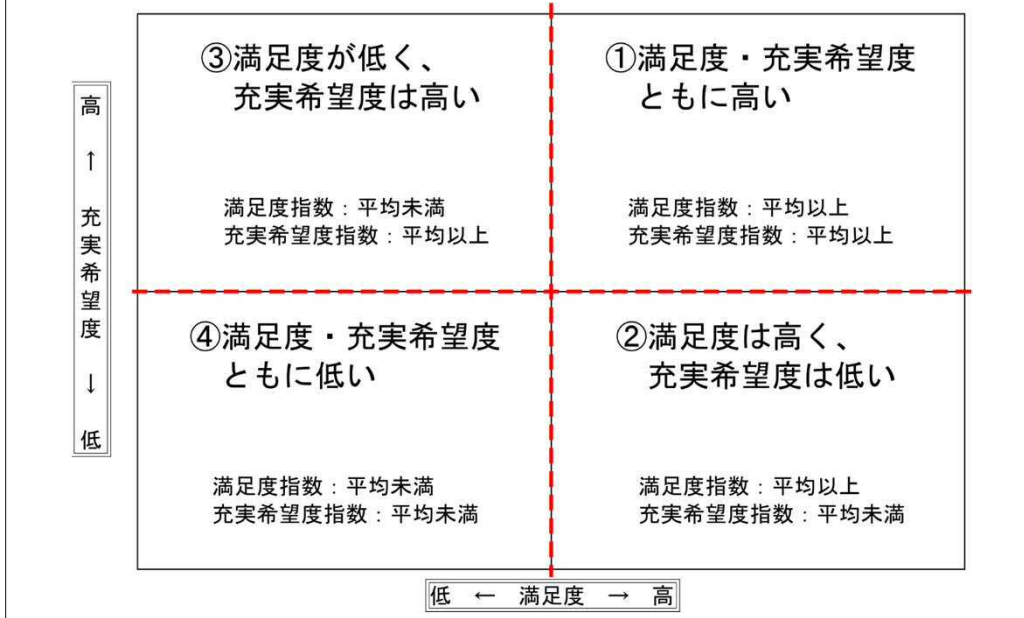 ③満足度が低く、
充実希望度は高い
満足度指数：平均未満
充実希望度指数：平均以上
①満足度・充実希望度
ともに高い
満足度指数：平均以上
充実希望度指数：平均以上
④満足度・充実希望度
ともに低い
満足度指数：平均未満
充実希望度指数：平均未満
②満足度は高く、
充実希望度は低い
満足度指数：平均以上
充実希望度指数：平均未満
高 ↑ 充実希望度 ↓ 低
低 ← 満足度 → 高